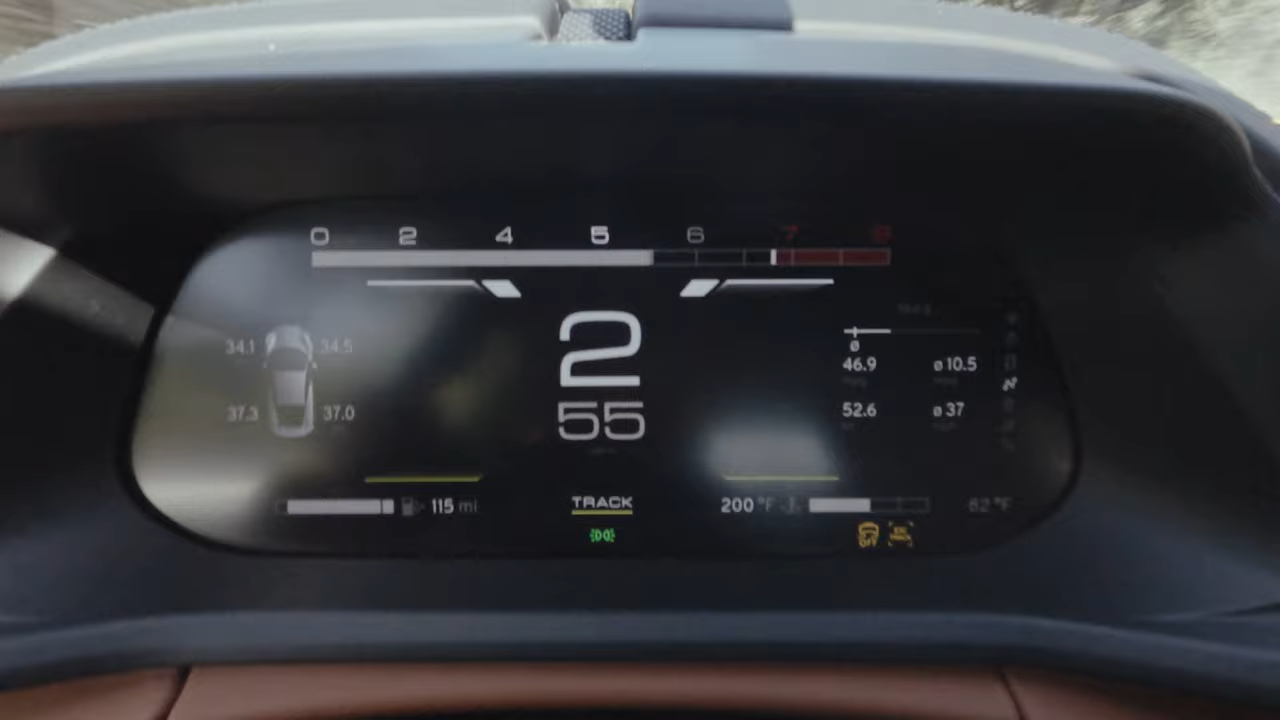 0 2 4 5 6 7 8
2
34.1 34.5
46.9 ø 10.5
37.3 37.0
55
52.6 ø 37
115 mi
TRACK
200 °F
62 °F
OFF